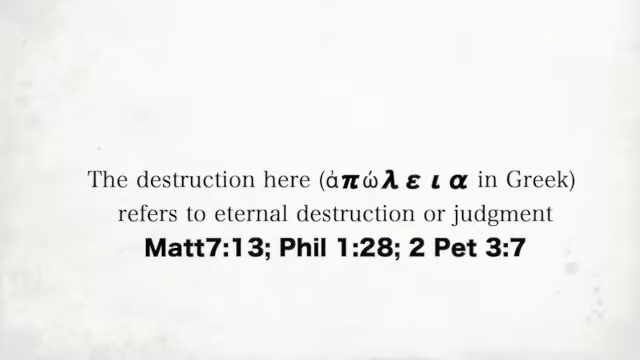 The destruction here (ἀπώλεια in Greek)
refers to eternal destruction or judgment
Matt7:13; Phil 1:28; 2 Pet 3:7